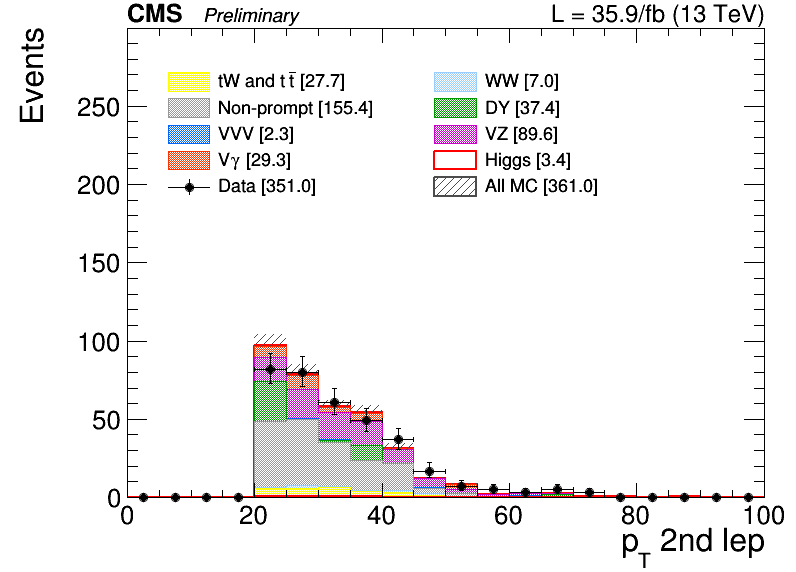 CMS Preliminary L = 35.9/fb (13 TeV)
Events
tW and t t̄ [27.7]
Non-prompt [155.4]
VVV [2.3]
Vγ [29.3]
Data [351.0]
WW [7.0]
DY [37.4]
VZ [89.6]
Higgs [3.4]
All MC [361.0]
250
200
150
100
50
0
0 20 40 60 80 100
p_T 2nd lep